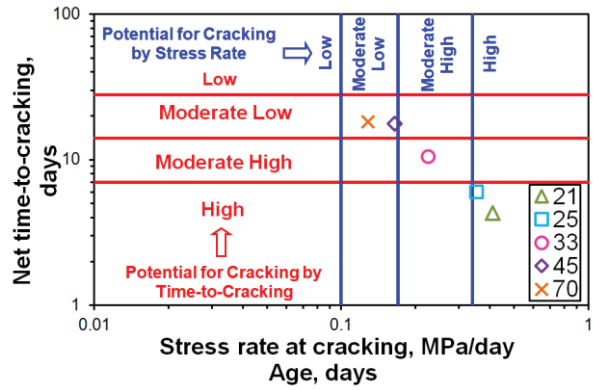 100
Potential for Cracking
by Stress Rate
Low
Moderate
Low
Moderate
High
High
Low
Moderate Low
Moderate High
High
Potential for Cracking by
Time-to-Cracking
Net time-to-cracking,
days
10
1
21
25
33
45
70
0.01
0.1
1
Stress rate at cracking, MPa/day
Age, days